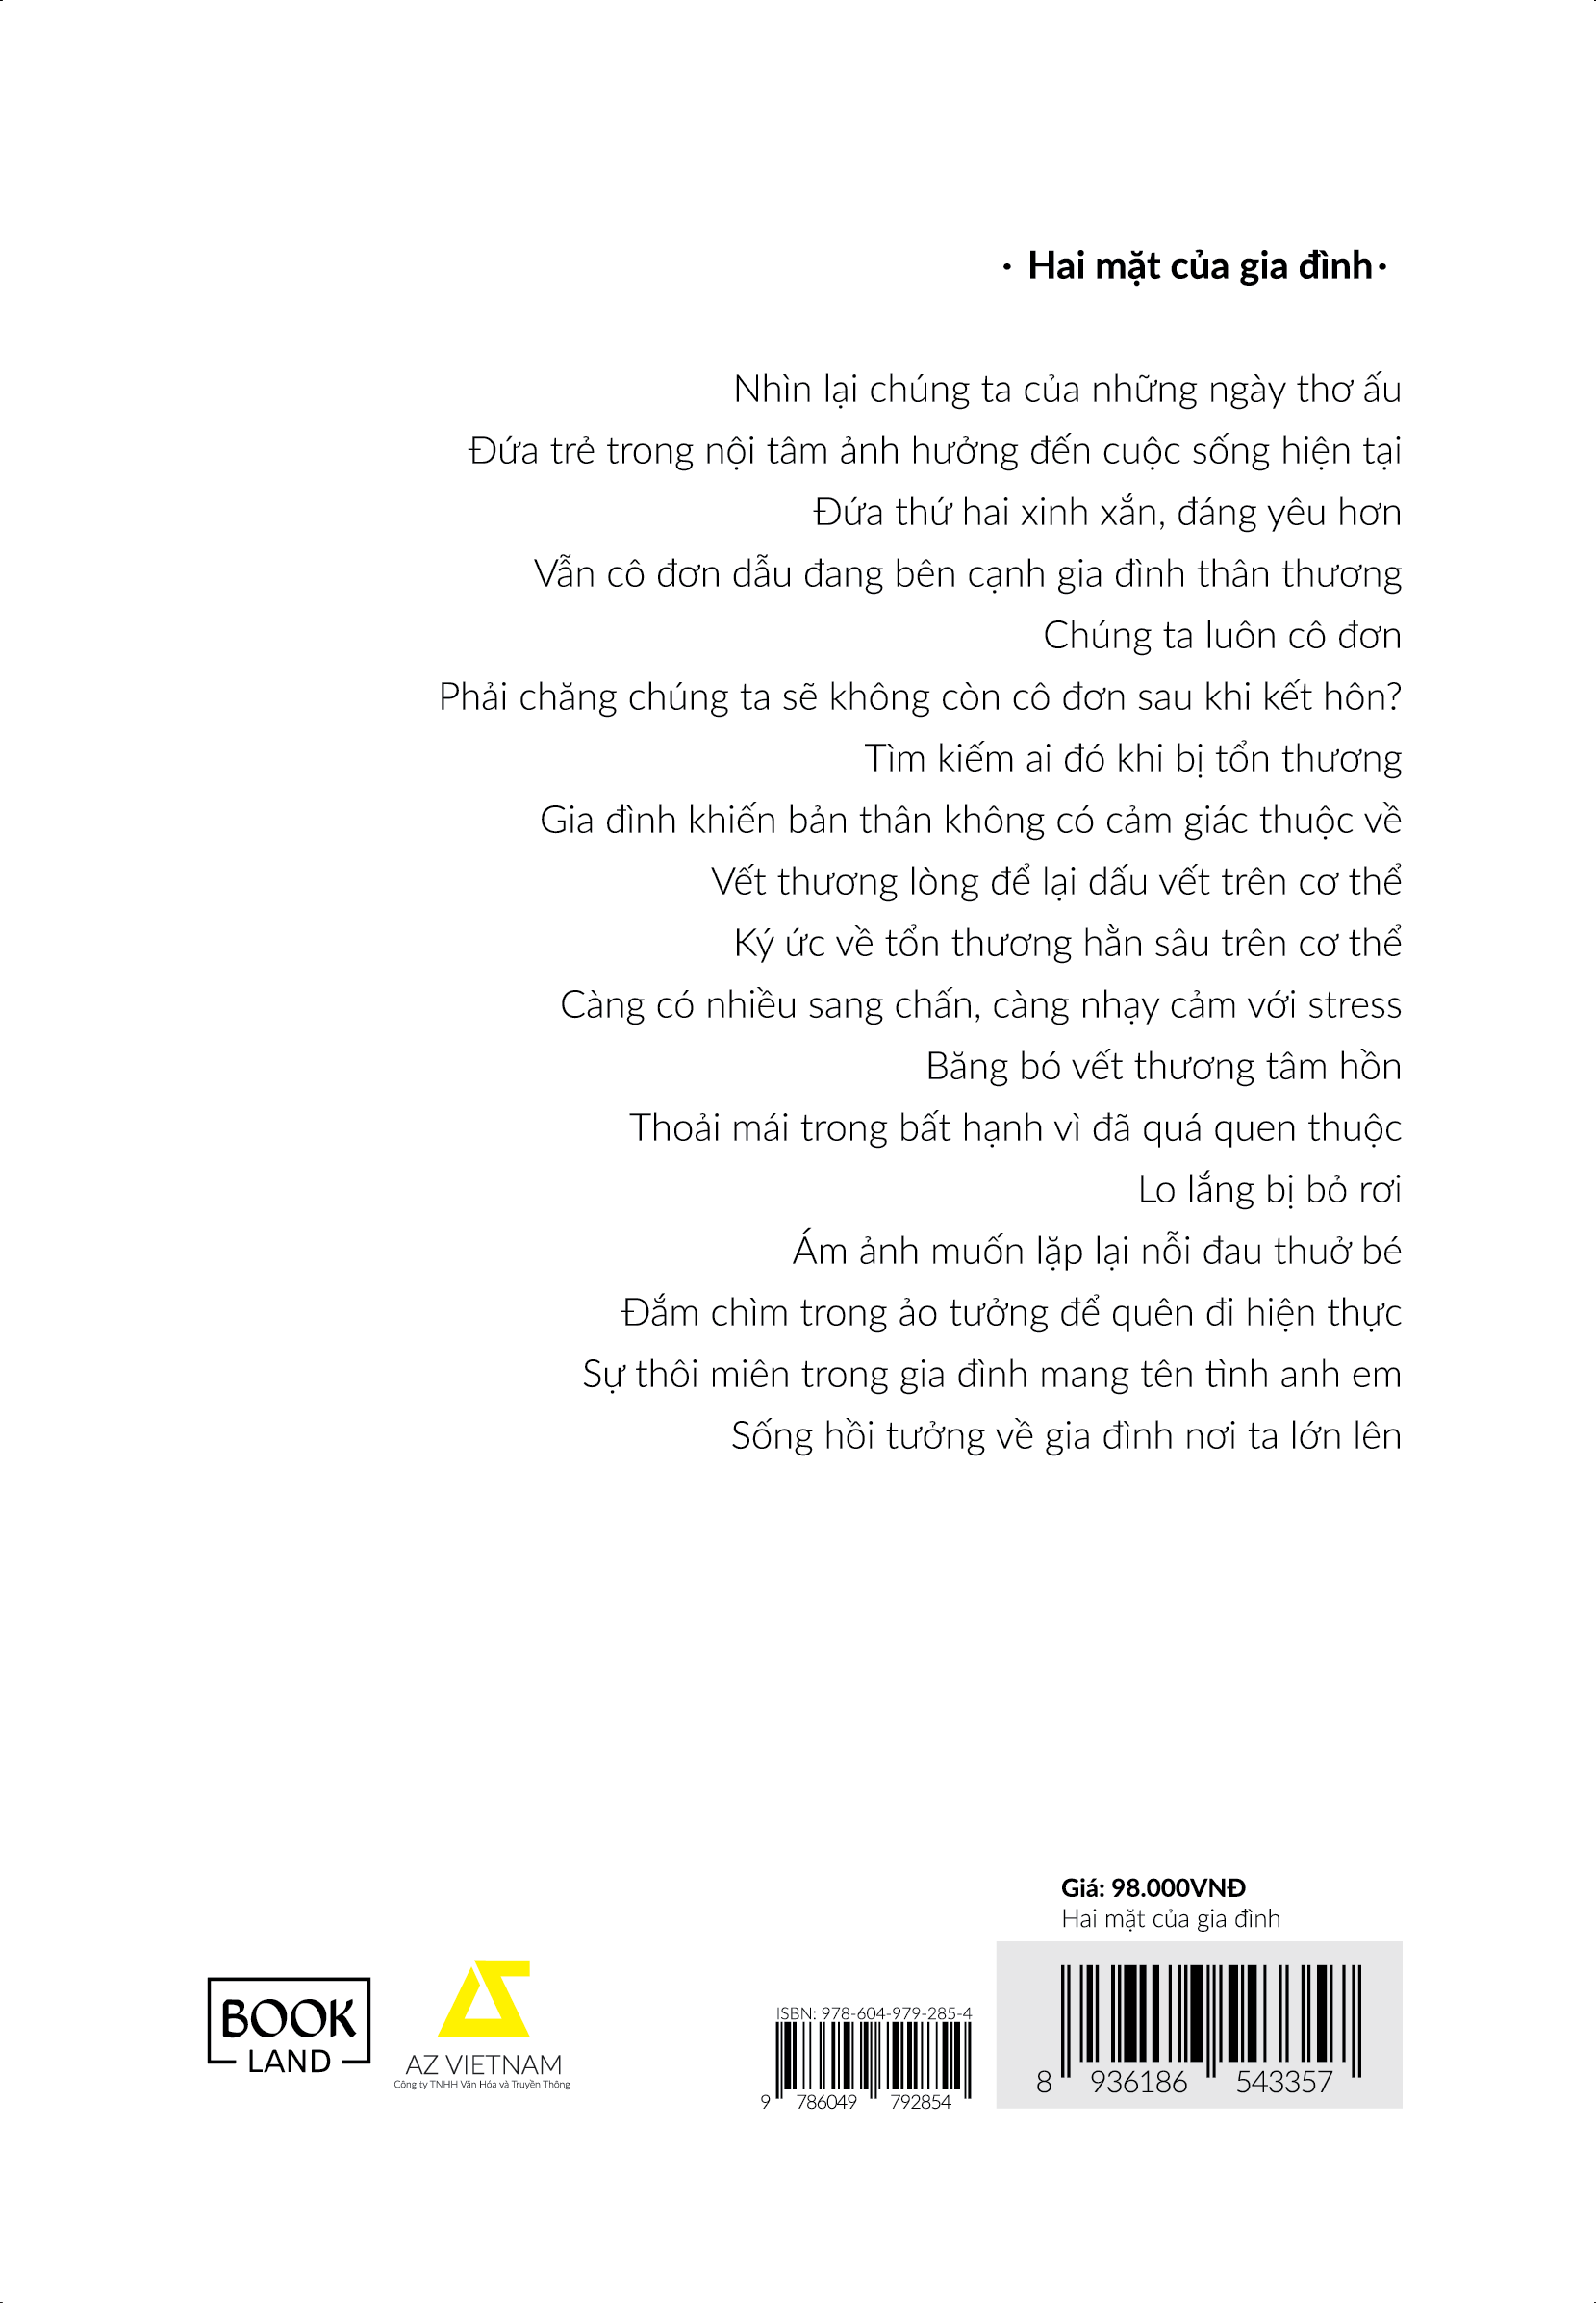 · Hai mặt của gia đình ·
Nhìn lại chúng ta của những ngày thơ ấu
Đứa trẻ trong nội tâm ảnh hưởng đến cuộc sống hiện tại
Đứa thứ hai xinh xắn, đáng yêu hơn
Vẫn cô đơn dẫu đang bên cạnh gia đình thân thương
Chúng ta luôn cô đơn
Phải chăng chúng ta sẽ không còn cô đơn sau khi kết hôn?
Tìm kiếm ai đó khi bị tổn thương
Gia đình khiến bản thân không có cảm giác thuộc về
Vết thương lòng để lại dấu vết trên cơ thể
Ký ức về tổn thương hằn sâu trên cơ thể
Càng có nhiều sang chấn, càng nhạy cảm với stress
Băng bó vết thương tâm hồn
Thoải mái trong bất hạnh vì đã quá quen thuộc
Lo lắng bị bỏ rơi
Ám ảnh muốn lặp lại nỗi đau thuở bé
Đắm chìm trong ảo tưởng để quên đi hiện thực
Sự thôi miên trong gia đình mang tên tình anh em
Sống hồi tưởng về gia đình nơi ta lớn lên
BOOK
LAND
AZ VIETNAM
Công ty TNHH Văn Hóa và Truyền Thông
ISBN: 978-604-979-285-4
9 786049 792854
Giá: 98.000VNĐ
Hai mặt của gia đình
8 936186 543357